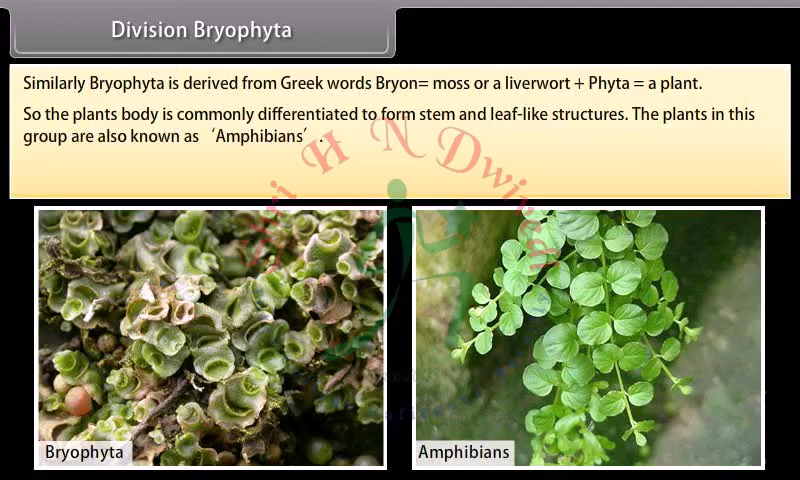 Division Bryophyta
Similarly Bryophyta is derived from Greek words Bryon= moss or a liverwort + Phyta = a plant.
So the plants body is commonly differentiated to form stem and leaf-like structures. The plants in this
group are also known as ‘Amphibians’.
Shri H N Dwivedi
Bryophyta
Amphibians